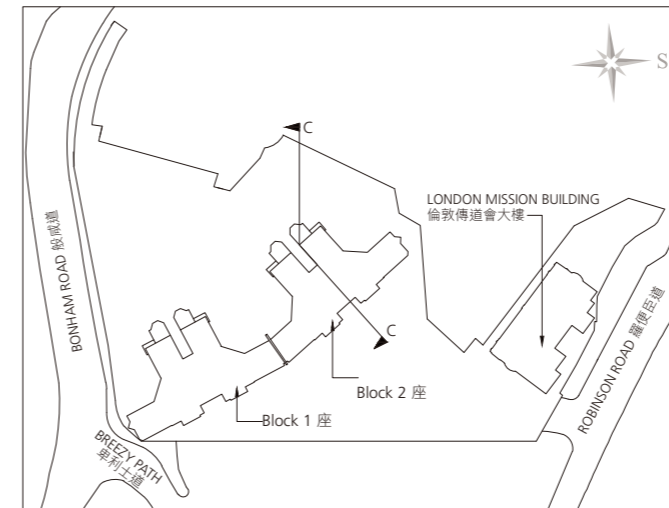 S
C
LONDON MISSION BUILDING
倫敦傳道會大樓
BONHAM ROAD 般咸道
C
ROBINSON ROAD 羅便臣道
Block 2 座
Block 1 座
BREEZY PATH
卑利士道